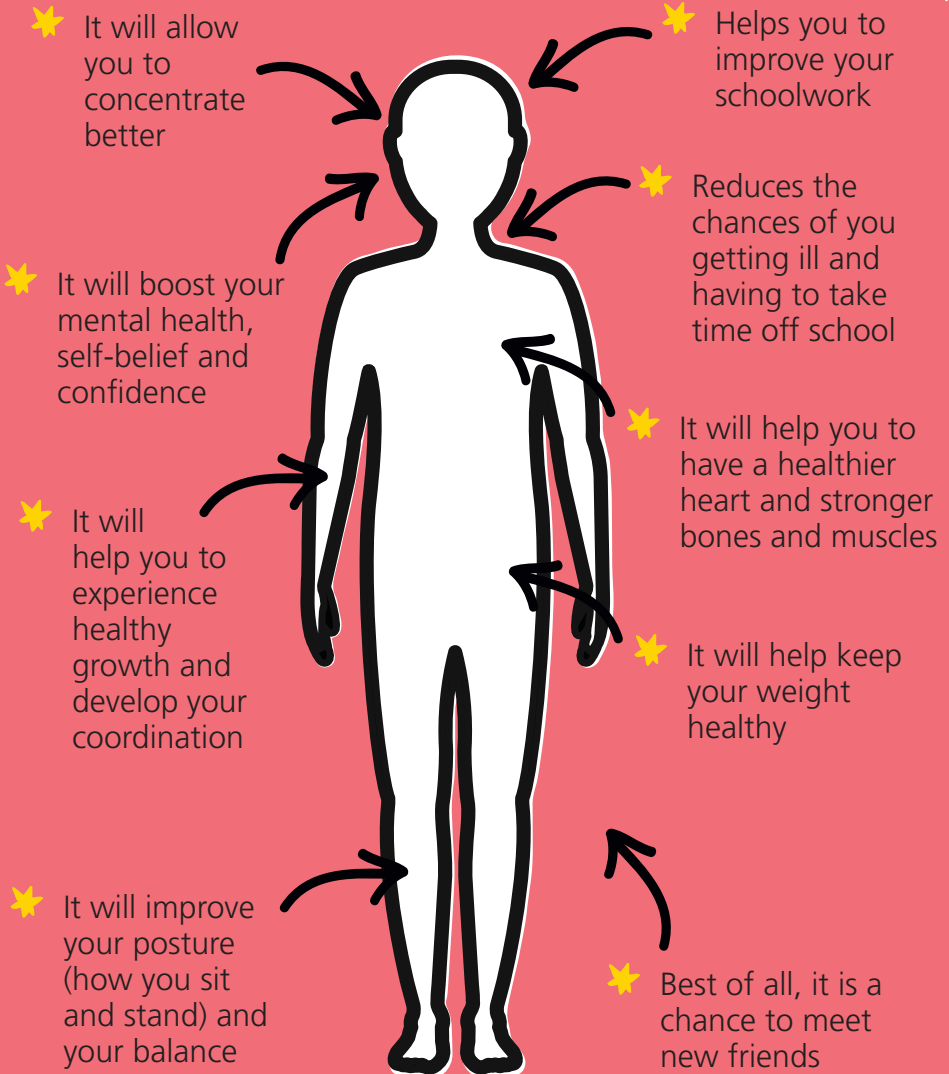 It will allow
you to
concentrate
better
Helps you to
improve your
schoolwork
Reduces the
chances of you
getting ill and
having to take
time off school
It will boost your
mental health,
self-belief and
confidence
It will help you to
have a healthier
heart and stronger
bones and muscles
It will
help you to
experience
healthy
growth and
develop your
coordination
It will help keep
your weight
healthy
It will improve
your posture
(how you sit
and stand) and
your balance
Best of all, it is a
chance to meet
new friends